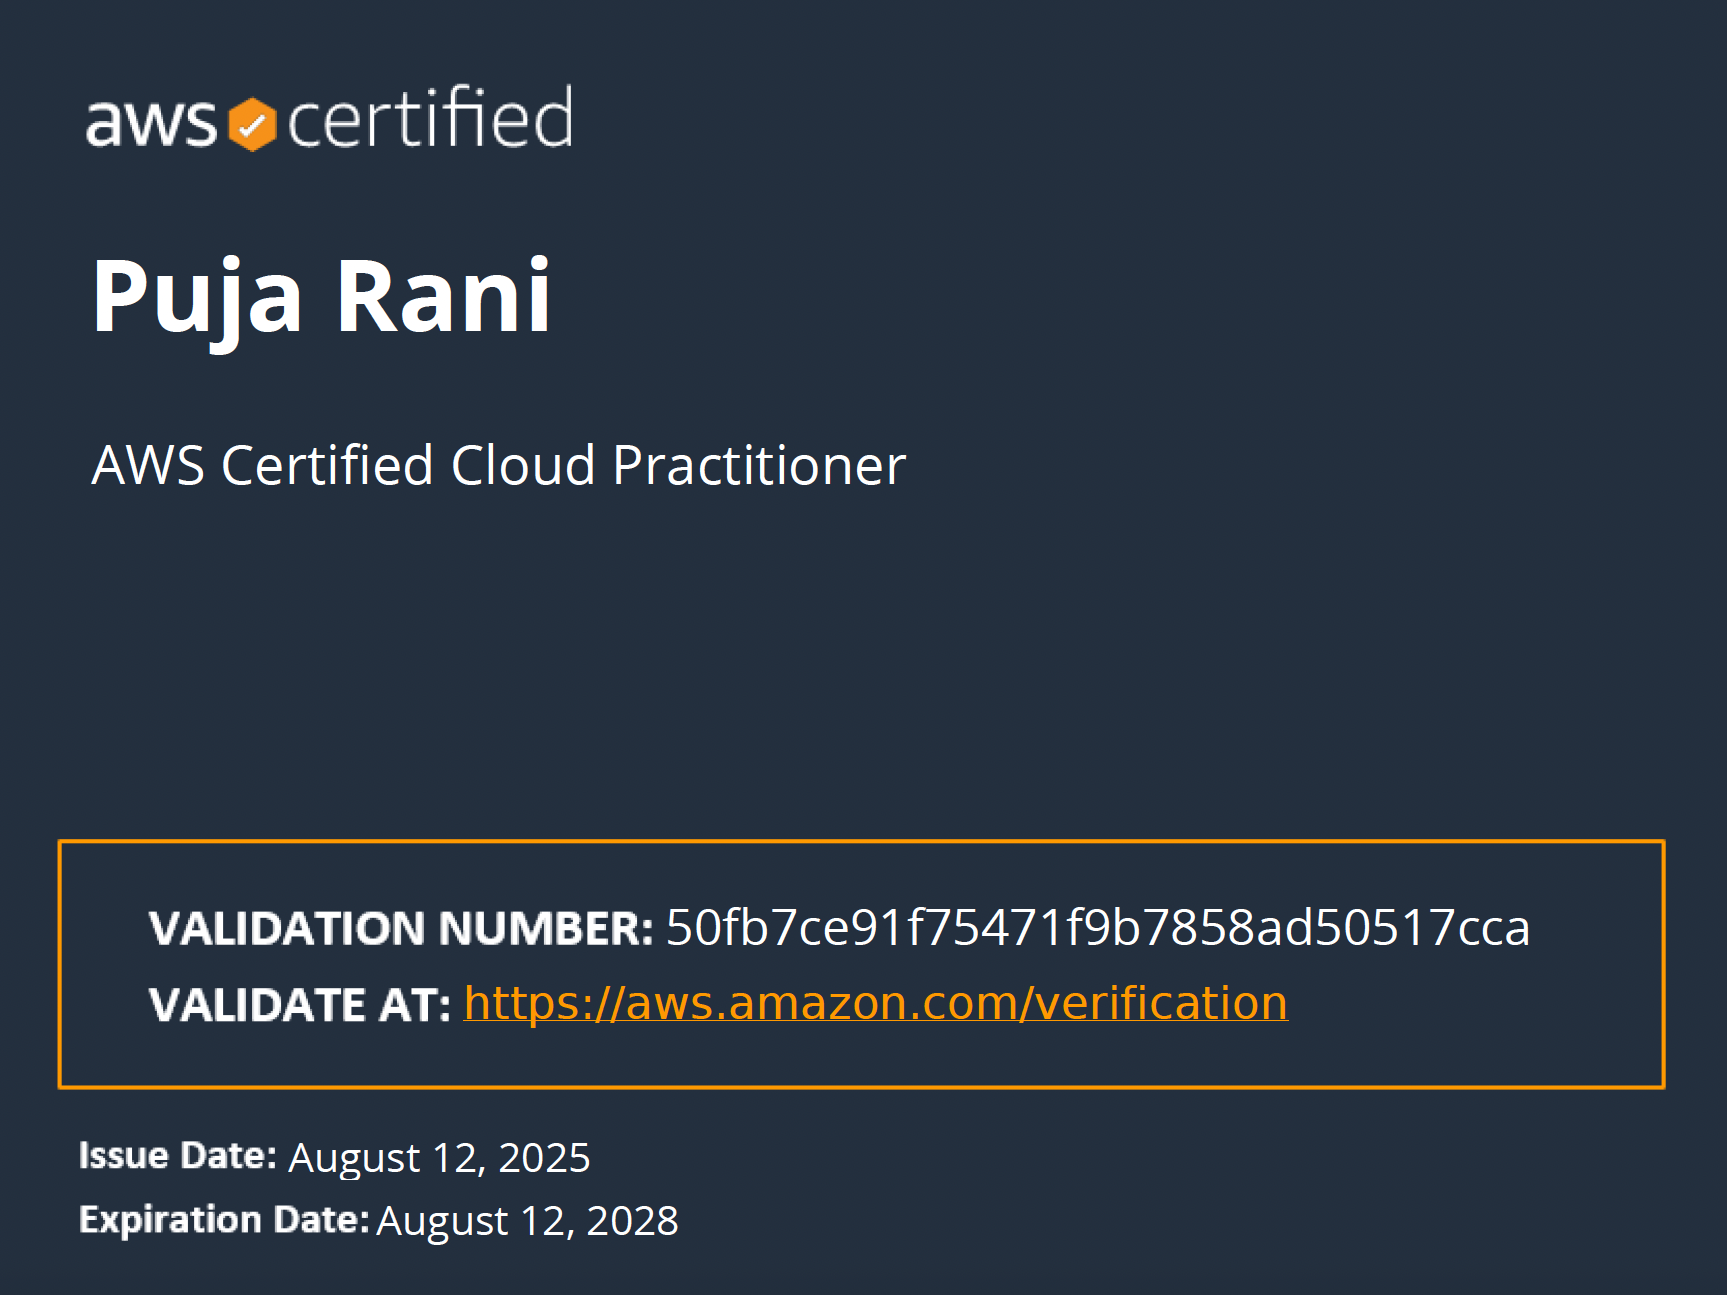 aws certified
Puja Rani
AWS Certified Cloud Practitioner
VALIDATION NUMBER: 50fb7ce91f75471f9b7858ad50517cca
VALIDATE AT: https://aws.amazon.com/verification
Issue Date: August 12, 2025
Expiration Date: August 12, 2028